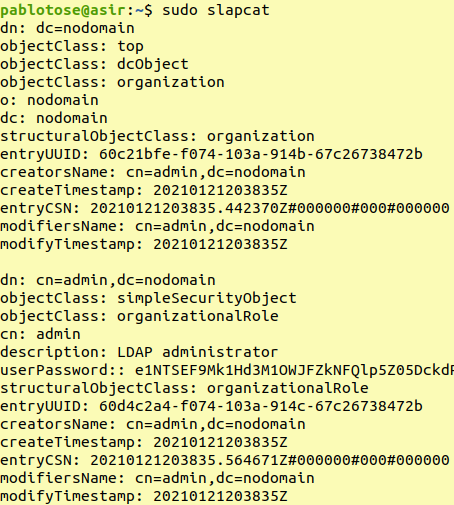 pablotose@asir:~$ sudo slapcat
dn: dc=nodomain
objectClass: top
objectClass: dcObject
objectClass: organization
o: nodomain
dc: nodomain
structuralObjectClass: organization
entryUUID: 60c21bfe-f074-103a-914b-67c26738472b
creatorsName: cn=admin,dc=nodomain
createTimestamp: 20210121203835Z
entryCSN: 20210121203835.442370Z#000000#000#000000
modifiersName: cn=admin,dc=nodomain
modifyTimestamp: 20210121203835Z

dn: cn=admin,dc=nodomain
objectClass: simpleSecurityObject
objectClass: organizationalRole
cn: admin
description: LDAP administrator
userPassword:: e1NTSEF9Mk1Hd3M1OWJFZkNFQlp5Z05DckdF
structuralObjectClass: organizationalRole
entryUUID: 60d4c2a4-f074-103a-914c-67c26738472b
creatorsName: cn=admin,dc=nodomain
createTimestamp: 20210121203835Z
entryCSN: 20210121203835.564671Z#000000#000#000000
modifiersName: cn=admin,dc=nodomain
modifyTimestamp: 20210121203835Z